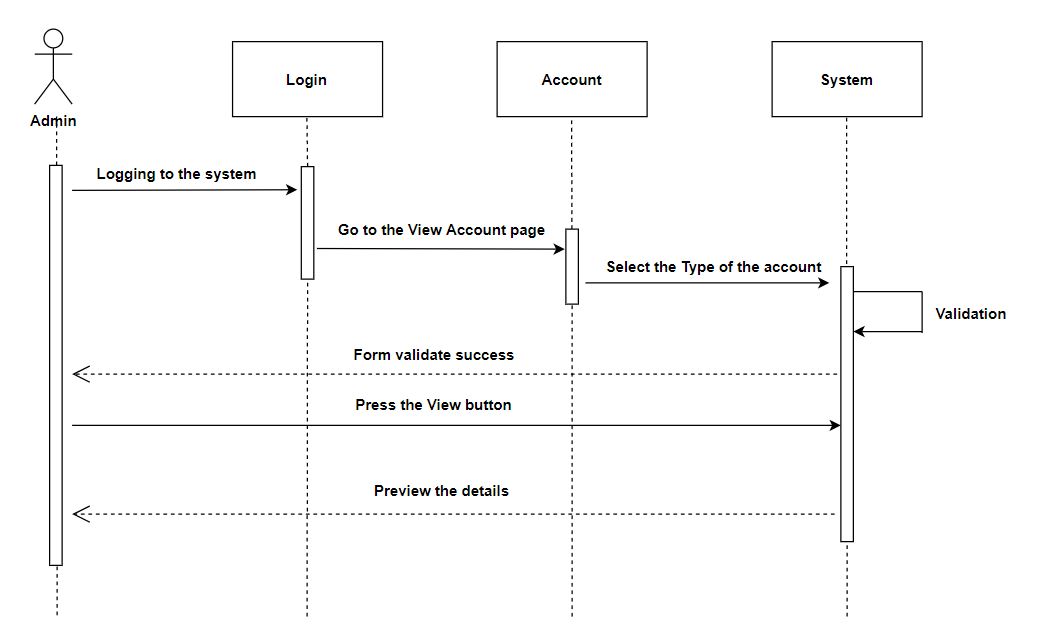 Login
Account
System
Admin
Logging to the system
Go to the View Account page
Select the Type of the account
Validation
Form validate success
Press the View button
Preview the details